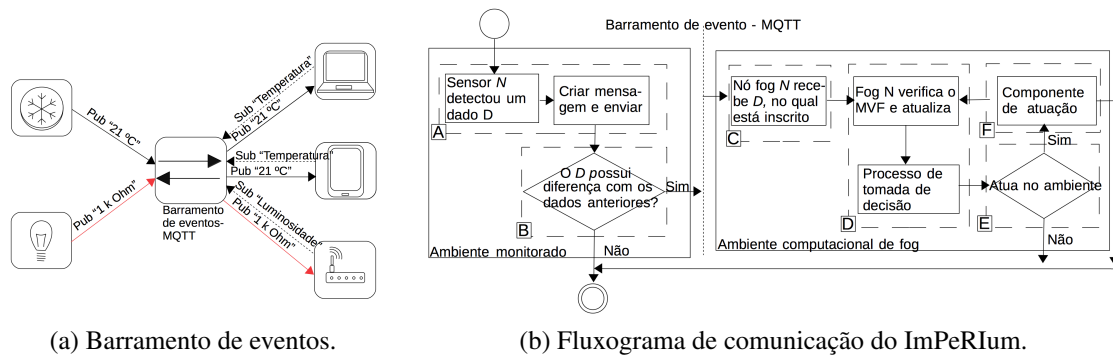 Pub “21 ºC”
Pub “1 k Ohm”
Barramento
de eventos-
MQTT
Sub “Temperatura”
Pub “21 ºC”
Sub “Temperatura”
Pub “21 ºC”
Sub “Luminosidade”
Pub “1 k Ohm”
(a) Barramento de eventos.
Barramento de evento - MQTT
Sensor N
detectou um
dado D
Criar mensa-
gem e enviar
A
O D possui
diferença com os
dados anteriores?
Sim
B
Não
Ambiente monitorado
Nó fog N rece-
be D, no qual
está inscrito
C
Fog N verifica o
MVF e atualiza
Processo de
tomada de
decisão
D
Componente
de atuação
F
Sim
Atua no ambiente
E
Não
Ambiente computacional de fog
(b) Fluxograma de comunicação do ImPeRIum.